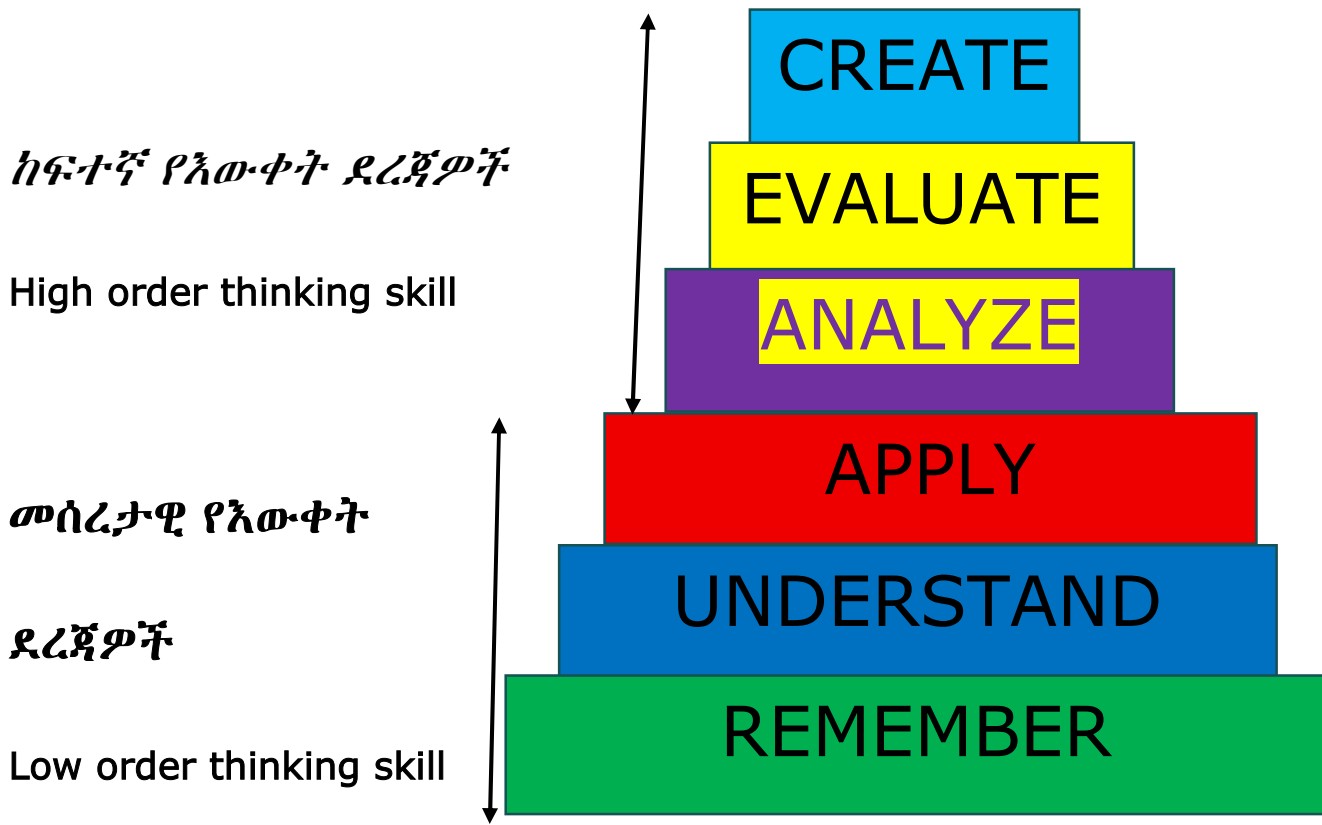 CREATE
ከፍተኛ የእውቀት ደረጃዎች
EVALUATE
High order thinking skill
ANALYZE
APPLY
መሰረታዊ የእውቀት
ደረጃዎች
UNDERSTAND
REMEMBER
Low order thinking skill